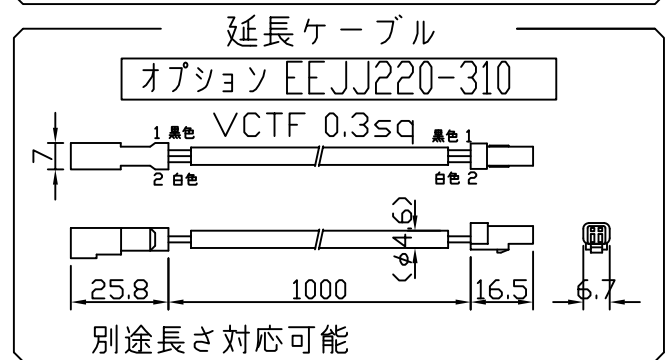 延長ケーブル
オプション EEJJ220-310
VCTF 0.3sq
1 黒色
黒色 1
7
2 白色
白色 2
(φ4.6)
25.8
1000
16.5
6.7
別途長さ対応可能